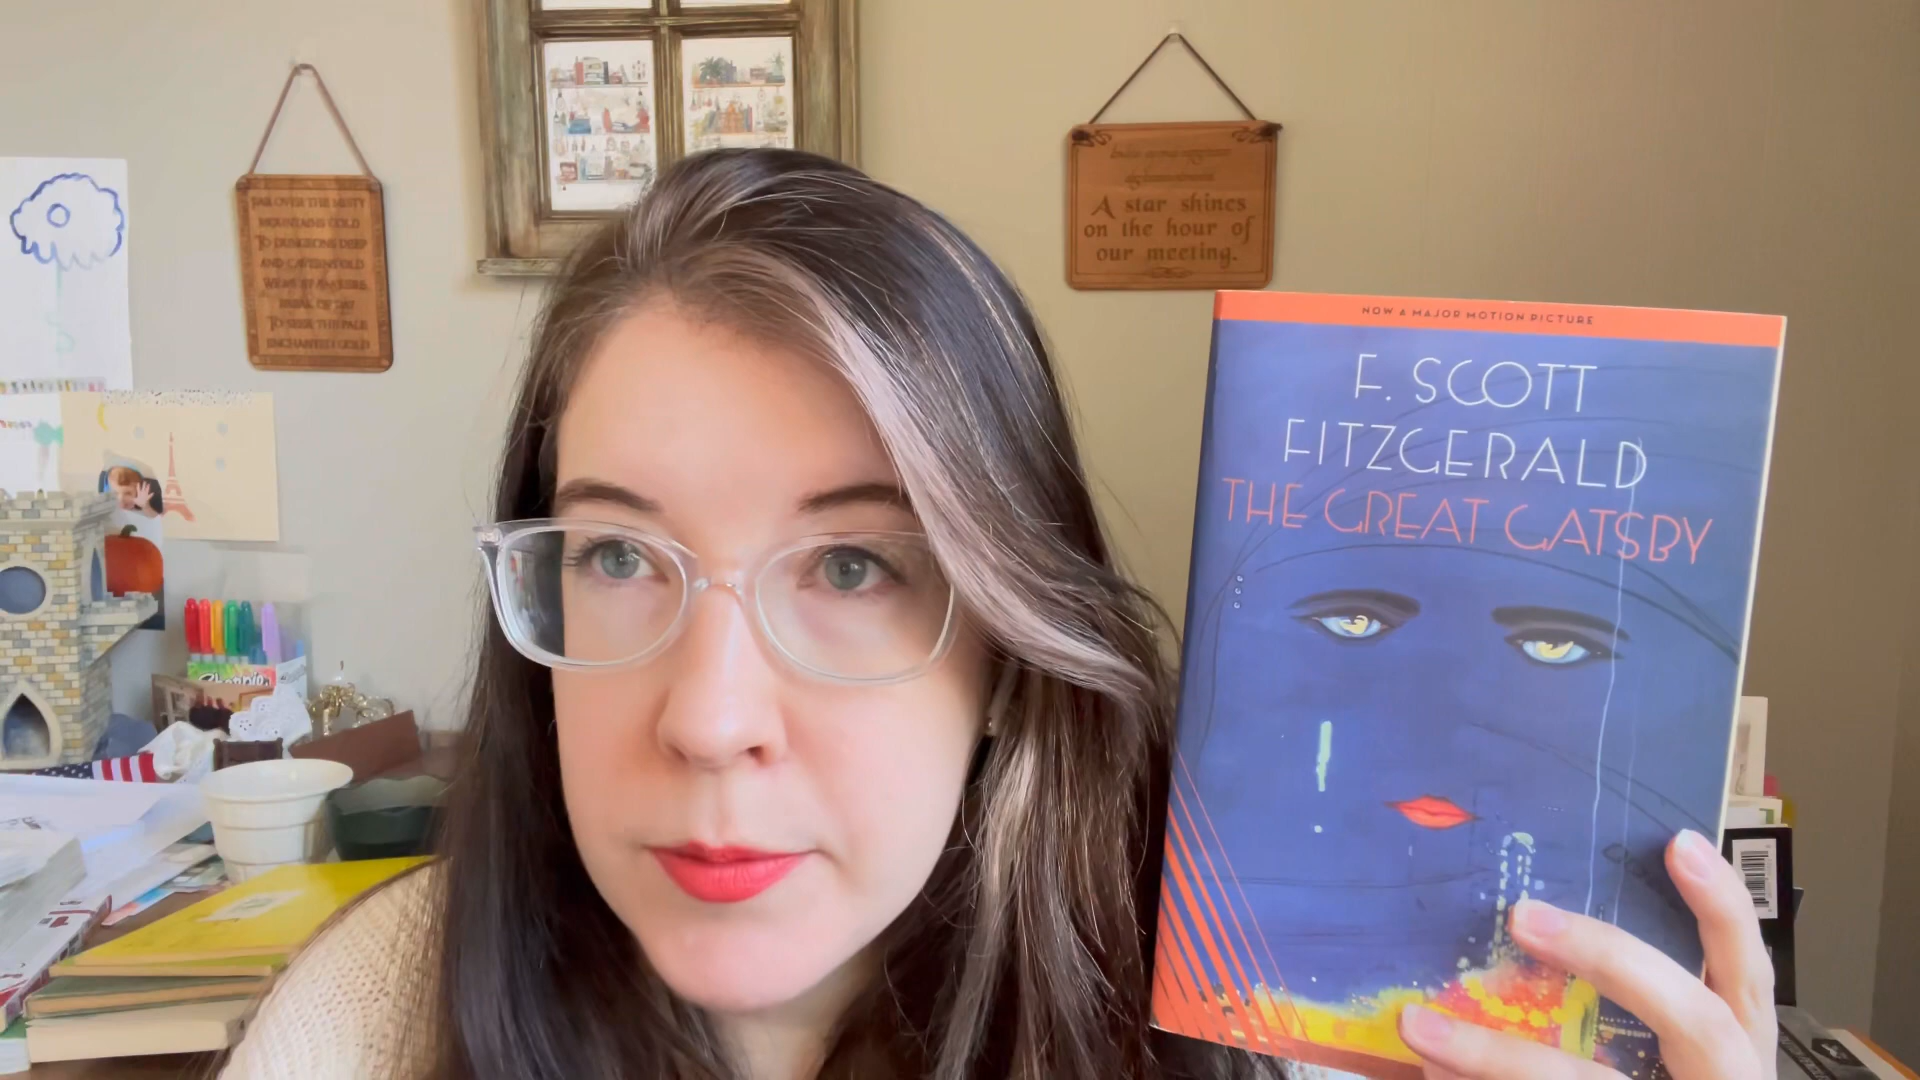 FAR OVER THE MISTY
MOUNTAINS COLD
TO DUNGEONS DEEP
AND CAVERNS OLD
TO SEEK THE PALE
ENCHANTED GOLD
A star shines
on the hour of
our meeting.
NOW A MAJOR MOTION PICTURE
F. SCOTT
FITZGERALD
THE GREAT GATSBY
Sharpie